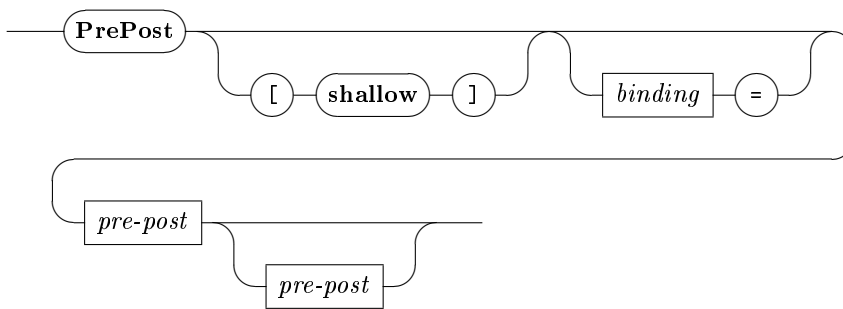 PrePost
[ shallow ] binding =
pre-post
pre-post